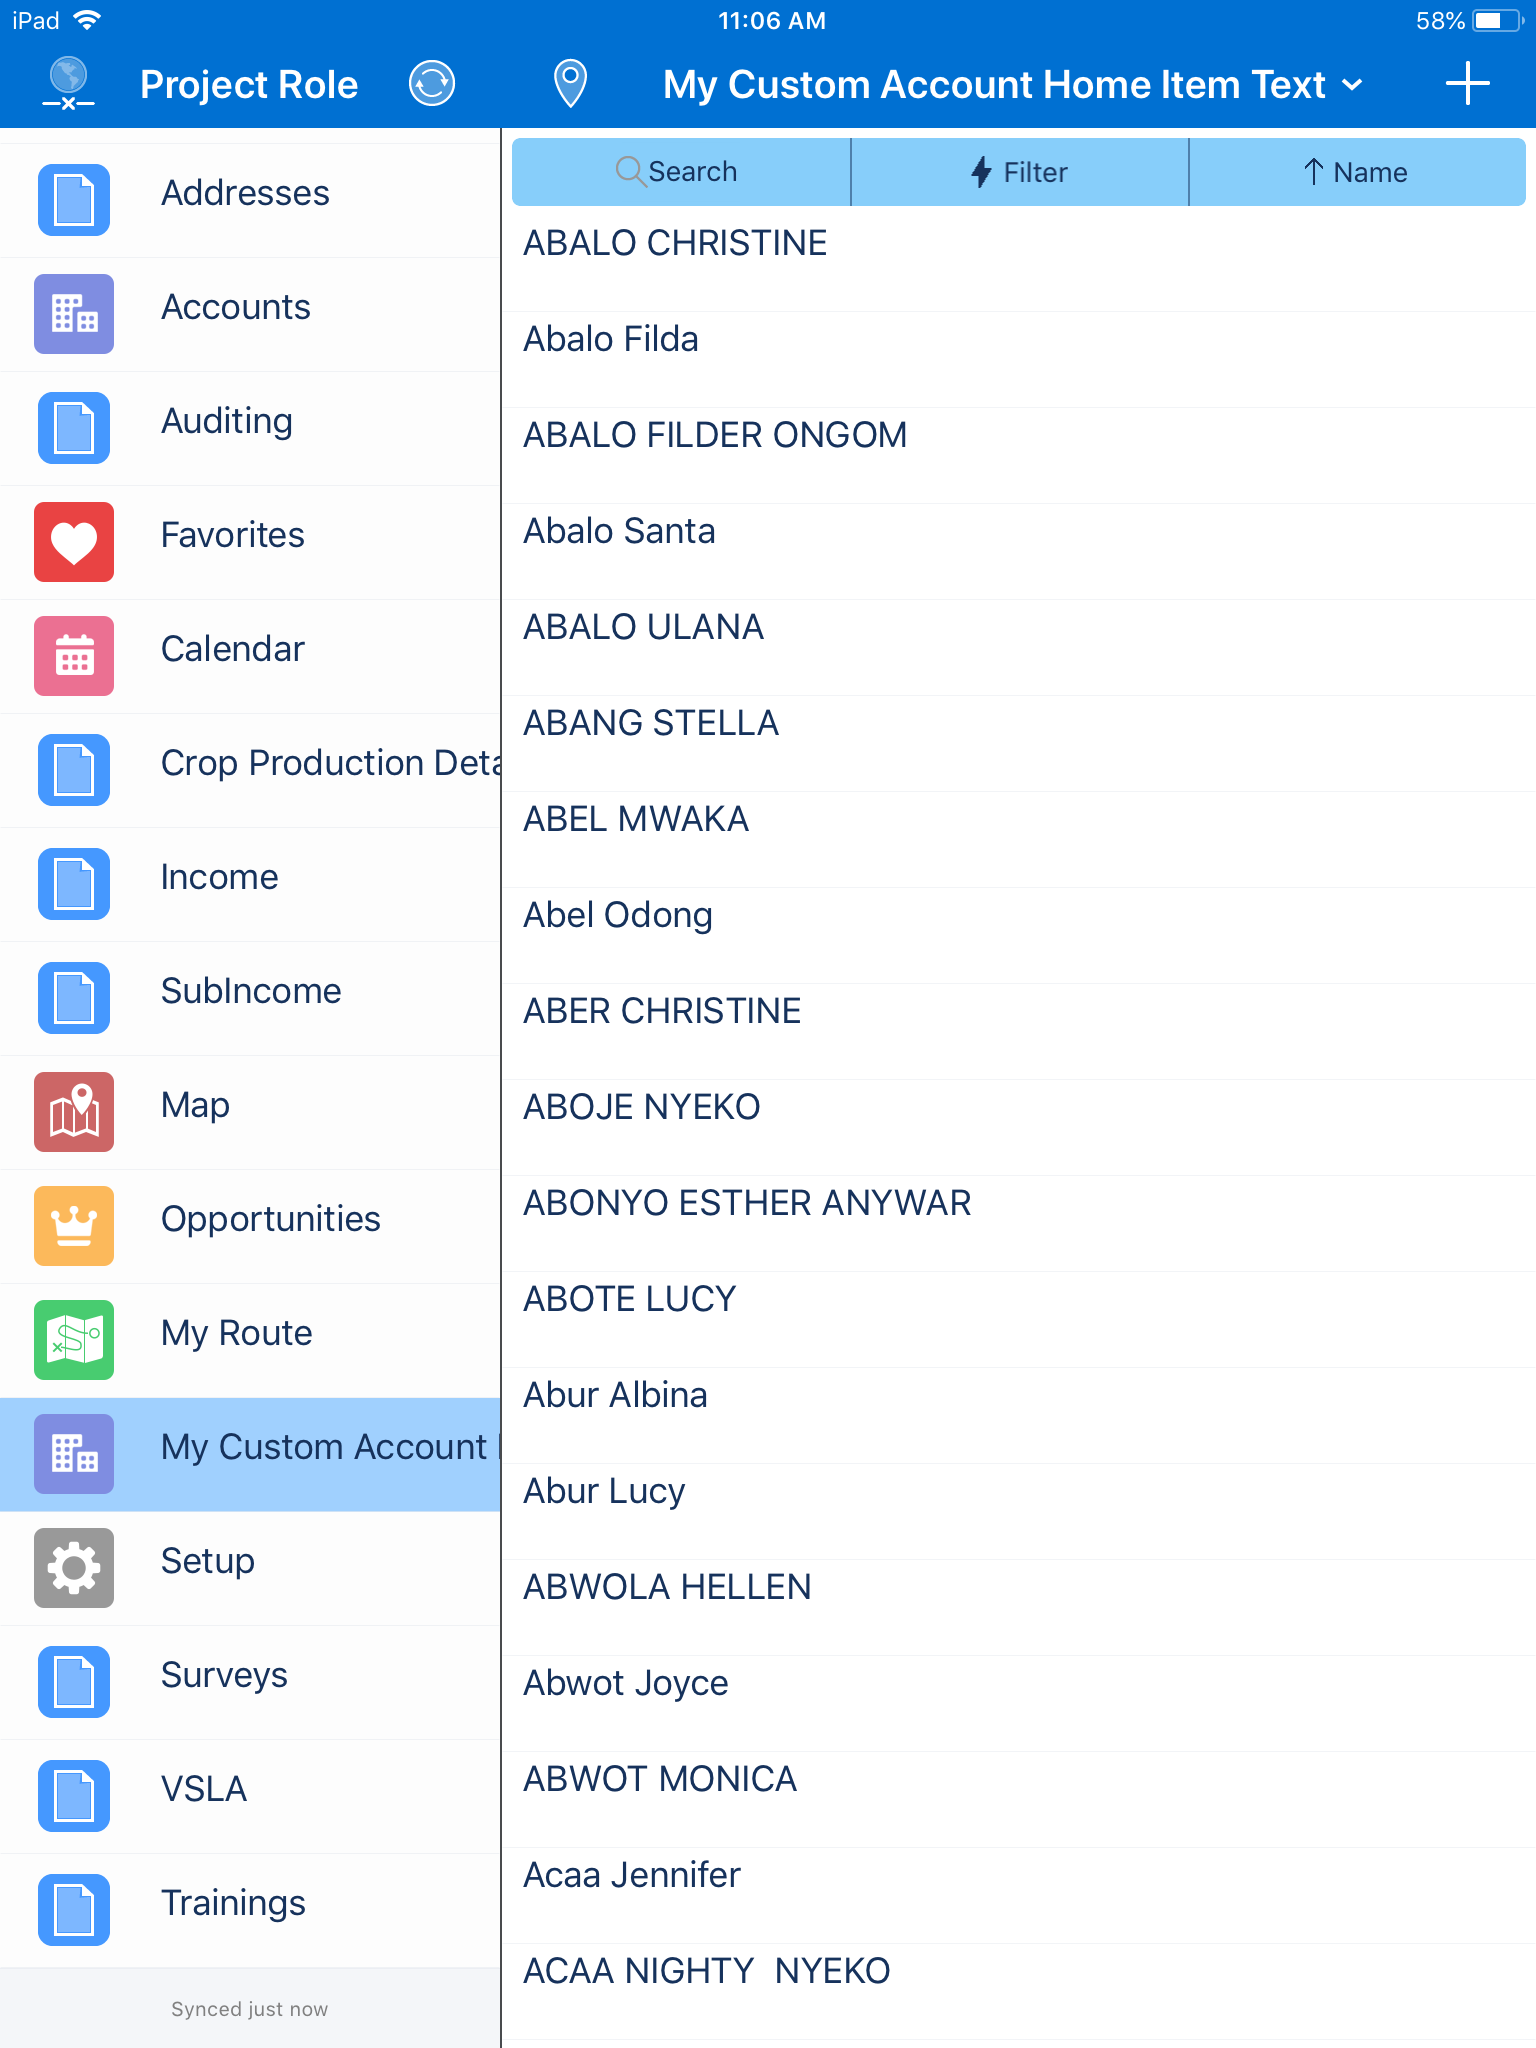 iPad 11:06 AM 58%
Project Role
My Custom Account Home Item Text
Addresses
Accounts
Auditing
Favorites
Calendar
Crop Production Deta
Income
SubIncome
Map
Opportunities
My Route
My Custom Account
Setup
Surveys
VSLA
Trainings
Synced just now
Search Filter Name
ABALO CHRISTINE
Abalo Filda
ABALO FILDER ONGOM
Abalo Santa
ABALO ULANA
ABANG STELLA
ABEL MWAKA
Abel Odong
ABER CHRISTINE
ABOJE NYEKO
ABONYO ESTHER ANYWAR
ABOTE LUCY
Abur Albina
Abur Lucy
ABWOLA HELLEN
Abwot Joyce
ABWOT MONICA
Acaa Jennifer
ACAA NIGHTY  NYEKO